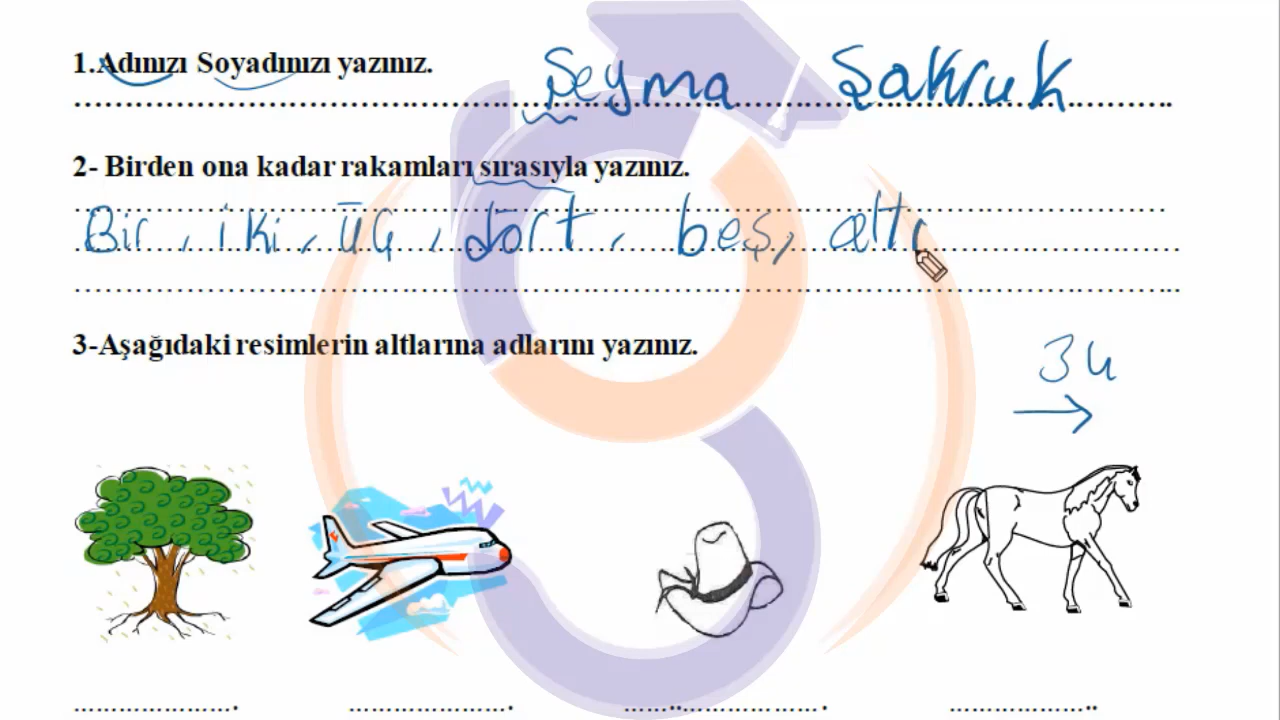 1.Adınızı Soyadınızı yazınız.
Şeyma Şakruk
2- Birden ona kadar rakamları sırasıyla yazınız.
Bir, iki, üç, dört, beş, altı
3-Aşağıdaki resimlerin altlarına adlarını yazınız.
34